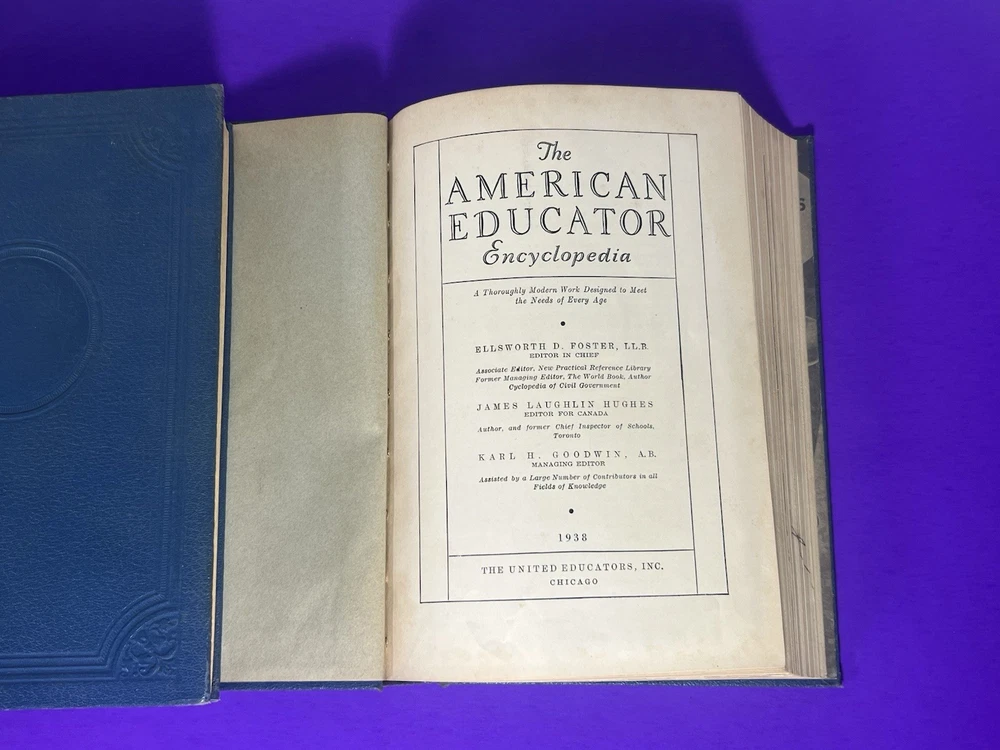 The
AMERICAN
EDUCATOR
Encyclopedia
A Thoroughly Modern Work Designed to Meet
the Needs of Every Age
ELLSWORTH D. FOSTER, LL.B.
EDITOR IN CHIEF
Associate Editor, New Practical Reference Library
Former Managing Editor, The World Book, Author
Cyclopedia of Civil Government
JAMES LAUGHLIN HUGHES
EDITOR FOR CANADA
Author, and former Chief Inspector of Schools,
Toronto
KARL H. GOODWIN, A.B.
MANAGING EDITOR
Assisted by a Large Number of Contributors in all
Fields of Knowledge
1938
THE UNITED EDUCATORS, INC.
CHICAGO
S